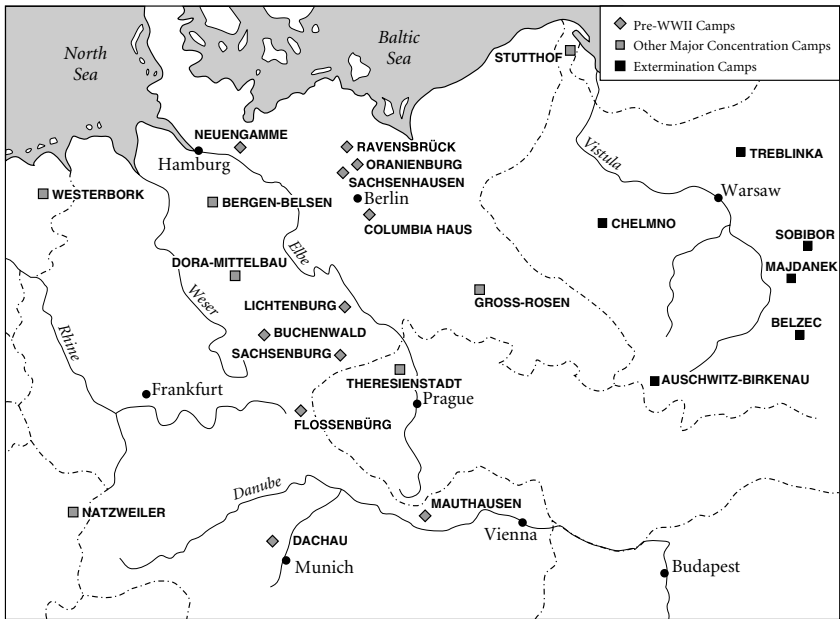 North
Sea
Baltic
Sea
Pre-WWII Camps
Other Major Concentration Camps
Extermination Camps
STUTTHOF
NEUENGAMME
Hamburg
RAVENSBRÜCK
ORANIENBURG
SACHSENHAUSEN
Berlin
COLUMBIA HAUS
Vistula
TREBLINKA
Warsaw
WESTERBORK
BERGEN-BELSEN
CHELMNO
SOBIBOR
MAJDANEK
BELZEC
Elbe
DORA-MITTELBAU
Weser
LICHTENBURG
GROSS-ROSEN
Rhine
BUCHENWALD
SACHSENBURG
THERESIENSTADT
Prague
AUSCHWITZ-BIRKENAU
Frankfurt
FLOSSENBÜRG
Danube
MAUTHAUSEN
NATZWEILER
Vienna
DACHAU
Munich
Budapest